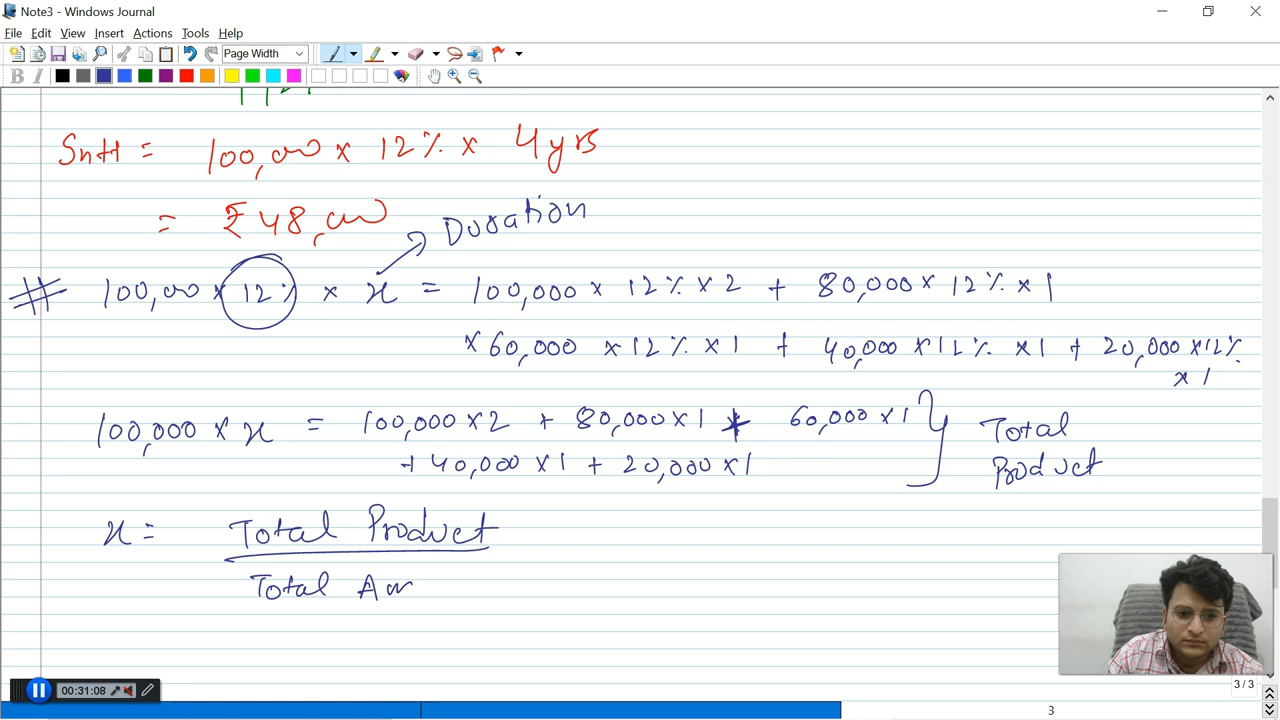 Note3 - Windows Journal
File Edit View Insert Actions Tools Help
Page Width
B I
Intt = 100,000 × 12% × 4yrs
= ₹48,000
Duration
# 100,000 × 12% × x = 100,000 × 12% × 2 + 80,000 × 12% × 1
× 60,000 × 12% × 1 + 40,000 × 12% × 1 + 20,000 × 12%
× 1
100,000 × x = 100,000 × 2 + 80,000 × 1 + 60,000 × 1 } Total
+ 40,000 × 1 + 20,000 × 1 Product
x = Total Product
Total Am
00:31:08
3 / 3
3